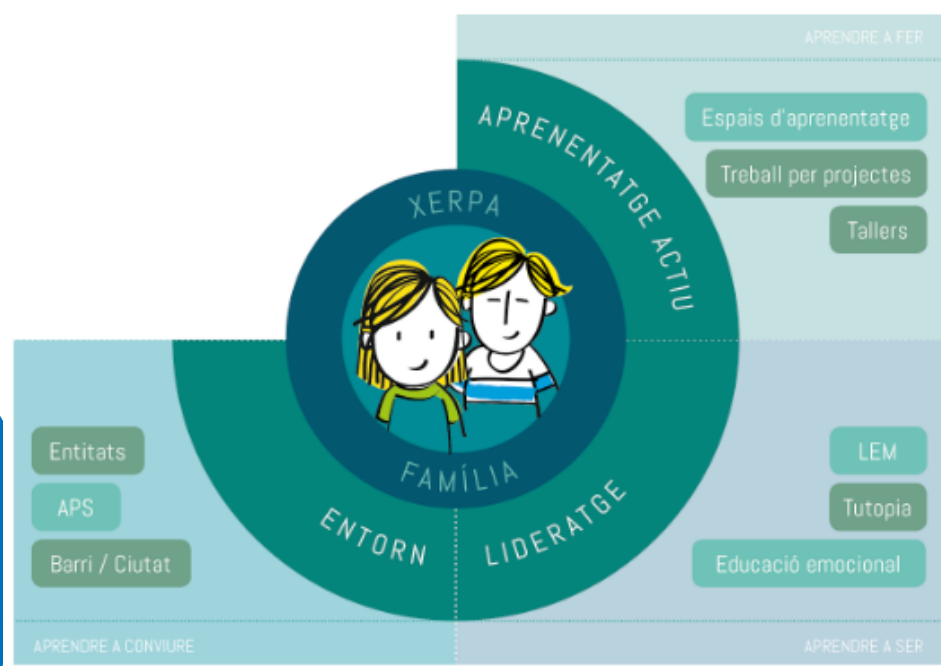 APRENDRE A FER
APRENENTATGE ACTIU
Espais d'aprenentatge
Treball per projectes
Tallers
XERPA
FAMÍLIA
ENTORN
LIDERATGE
Entitats
APS
Barri / Ciutat
LEM
Tutopia
Educació emocional
APRENDRE A CONVIURE
APRENDRE A SER